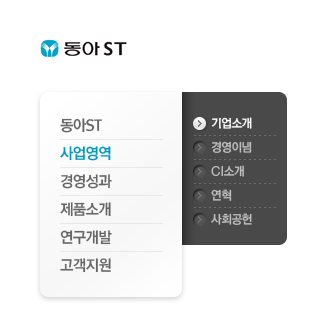 동아 ST
동아ST
사업영역
경영성과
제품소개
연구개발
고객지원
기업소개
경영이념
CI소개
연혁
사회공헌